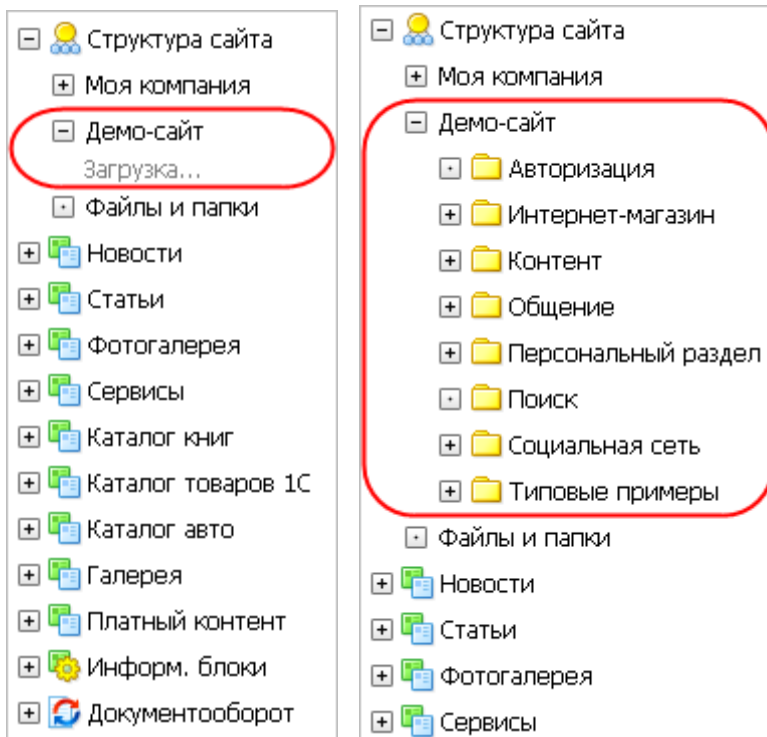 Структура сайта
Моя компания
Демо-сайт
Загрузка...
Файлы и папки
Новости
Статьи
Фотогалерея
Сервисы
Каталог книг
Каталог товаров 1С
Каталог авто
Галерея
Платный контент
Информ. блоки
Документооборот
Структура сайта
Моя компания
Демо-сайт
Авторизация
Интернет-магазин
Контент
Общение
Персональный раздел
Поиск
Социальная сеть
Типовые примеры
Файлы и папки
Новости
Статьи
Фотогалерея
Сервисы